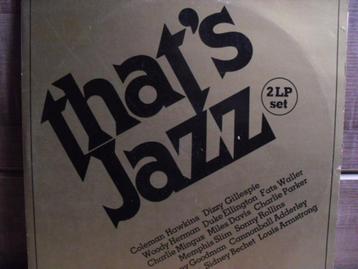 that's
Jazz
2 LP
set
Coleman Hawkins Dizzy Gillespie
Woody Herman Duke Ellington Fats Waller
Charlie Mingus Miles Davis Charlie Parker
Memphis Slim Sonny Rollins
ny Goodman Cannonball Adderley
Sidney Bechet Louis Armstrong